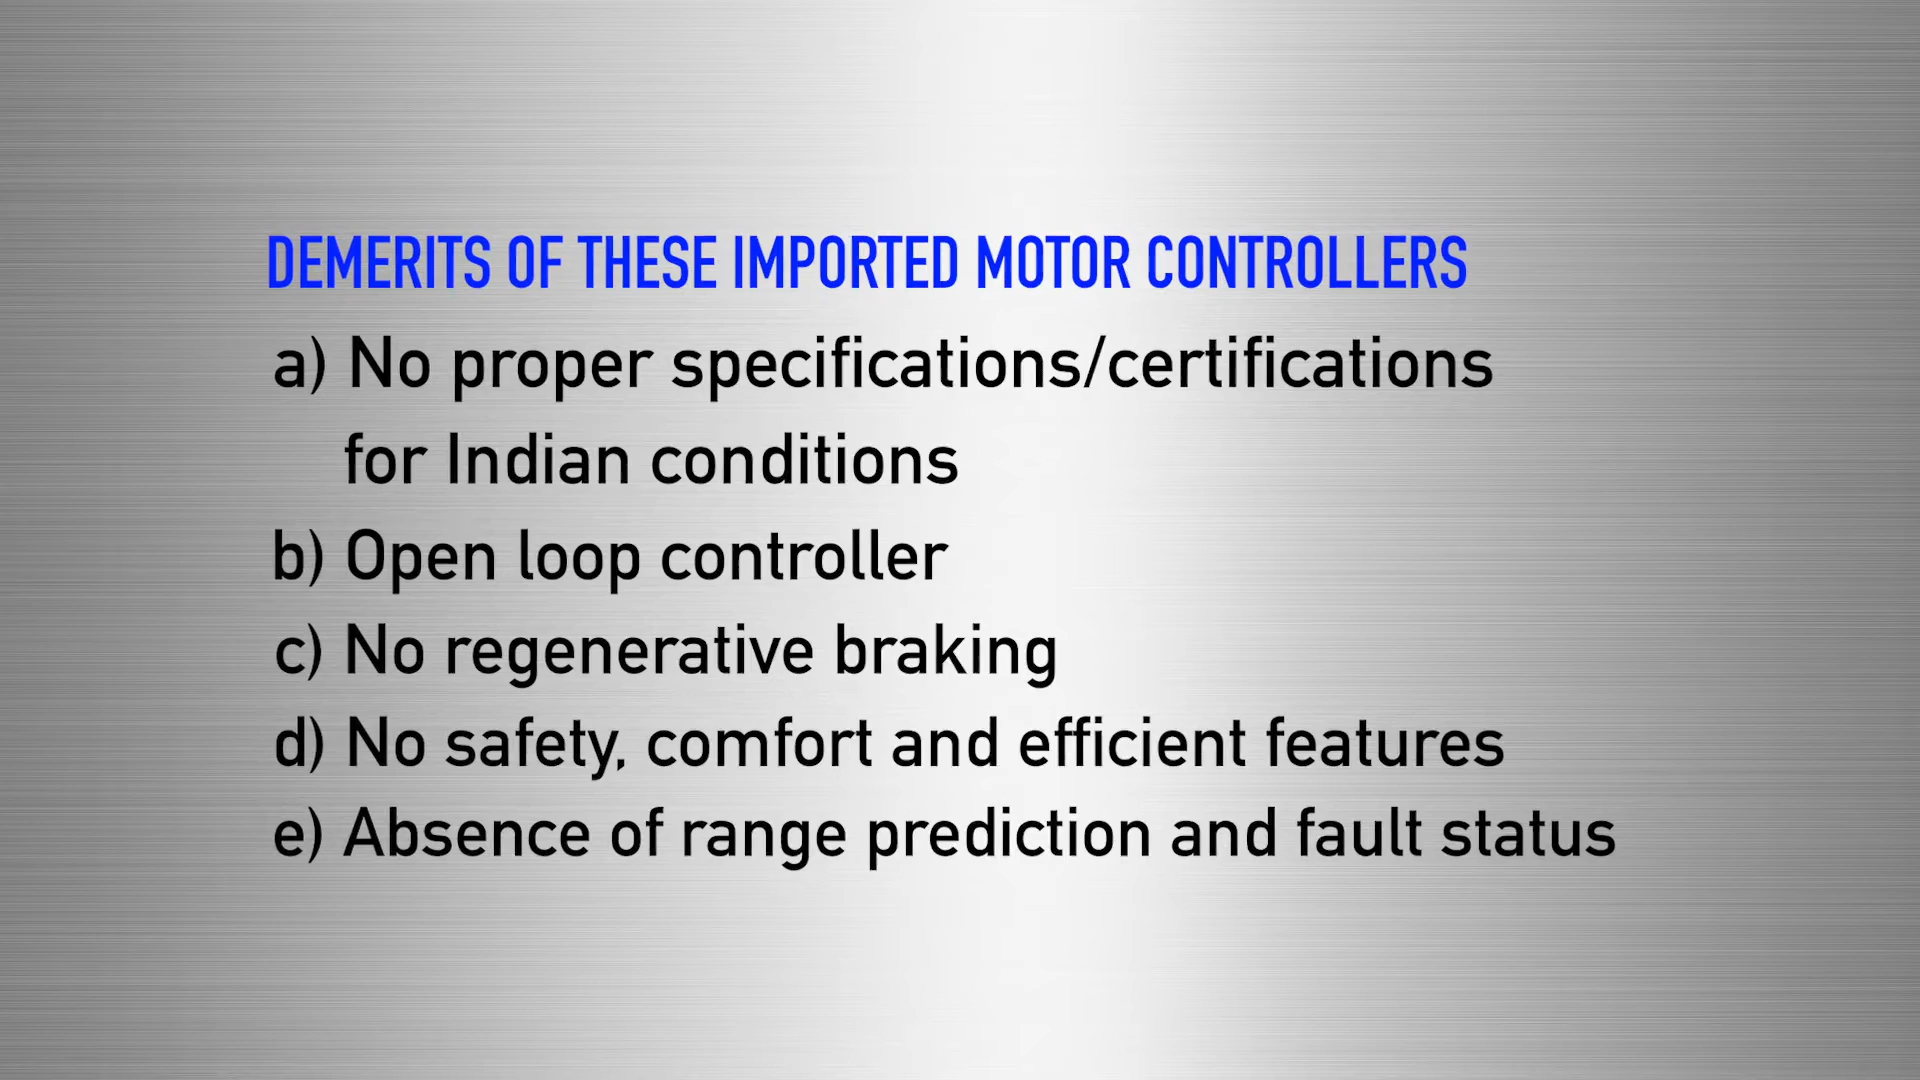 DEMERITS OF THESE IMPORTED MOTOR CONTROLLERS
a) No proper specifications/certifications
for Indian conditions
b) Open loop controller
c) No regenerative braking
d) No safety, comfort and efficient features
e) Absence of range prediction and fault status